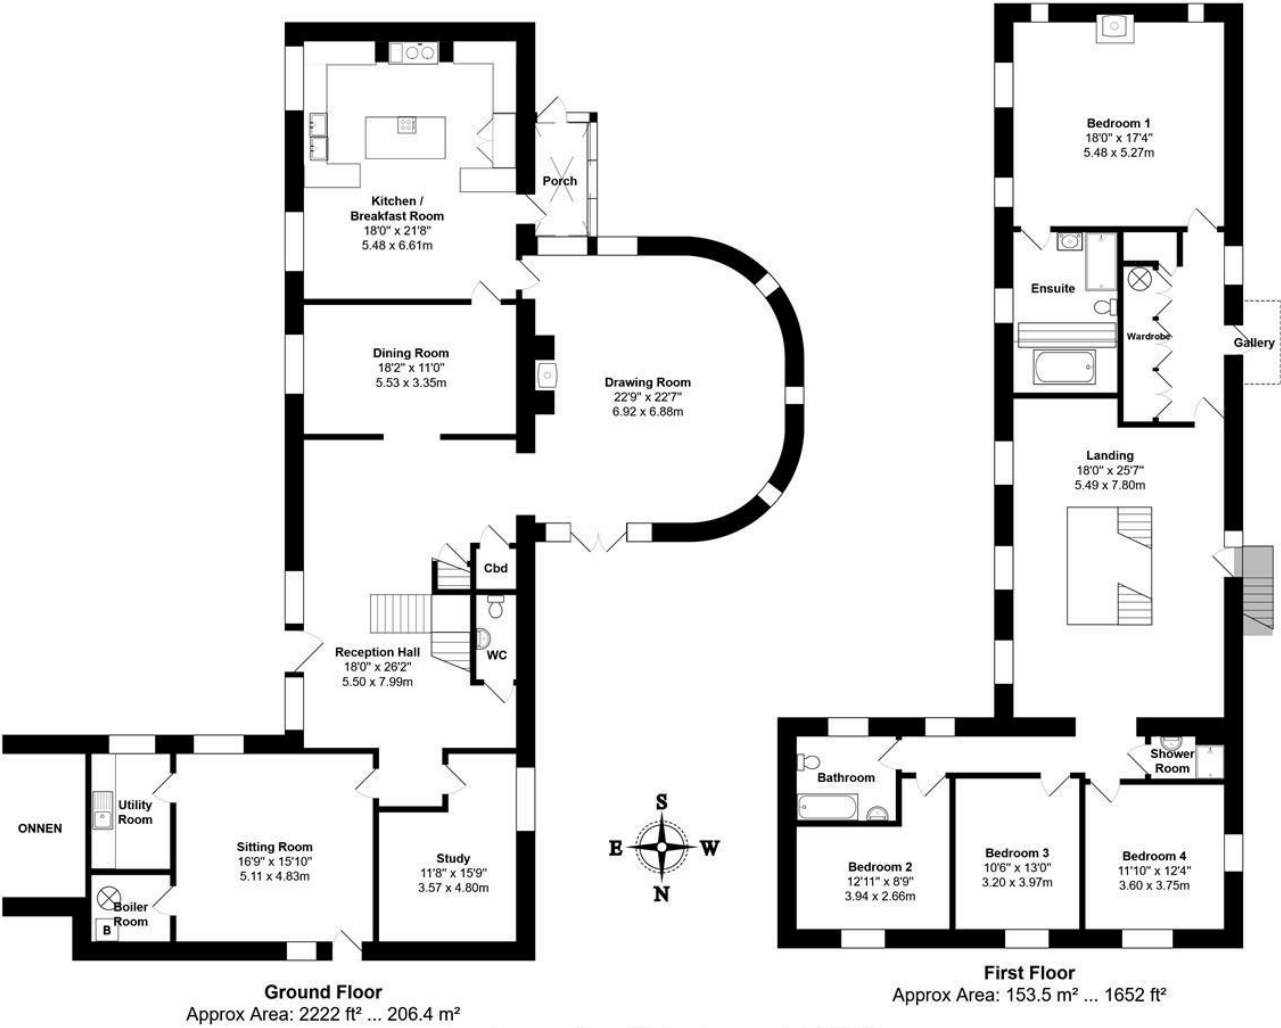 Kitchen /
Breakfast Room
18'0" x 21'8"
5.48 x 6.61m
Porch
Dining Room
18'2" x 11'0"
5.53 x 3.35m
Drawing Room
22'9" x 22'7"
6.92 x 6.88m
Cbd
WC
Reception Hall
18'0" x 26'2"
5.50 x 7.99m
ONNEN
Utility
Room
Sitting Room
16'9" x 15'10"
5.11 x 4.83m
Boiler
Room
B
Study
11'8" x 15'9"
3.57 x 4.80m
Ground Floor
Approx Area: 2222 ft² ... 206.4 m²
S
E
W
N
Bedroom 1
18'0" x 17'4"
5.48 x 5.27m
Ensuite
Wardrobe
Gallery
Landing
18'0" x 25'7"
5.49 x 7.80m
Bathroom
Shower
Room
Bedroom 2
12'11" x 8'9"
3.94 x 2.66m
Bedroom 3
10'6" x 13'0"
3.20 x 3.97m
Bedroom 4
11'10" x 12'4"
3.60 x 3.75m
First Floor
Approx Area: 153.5 m² ... 1652 ft²